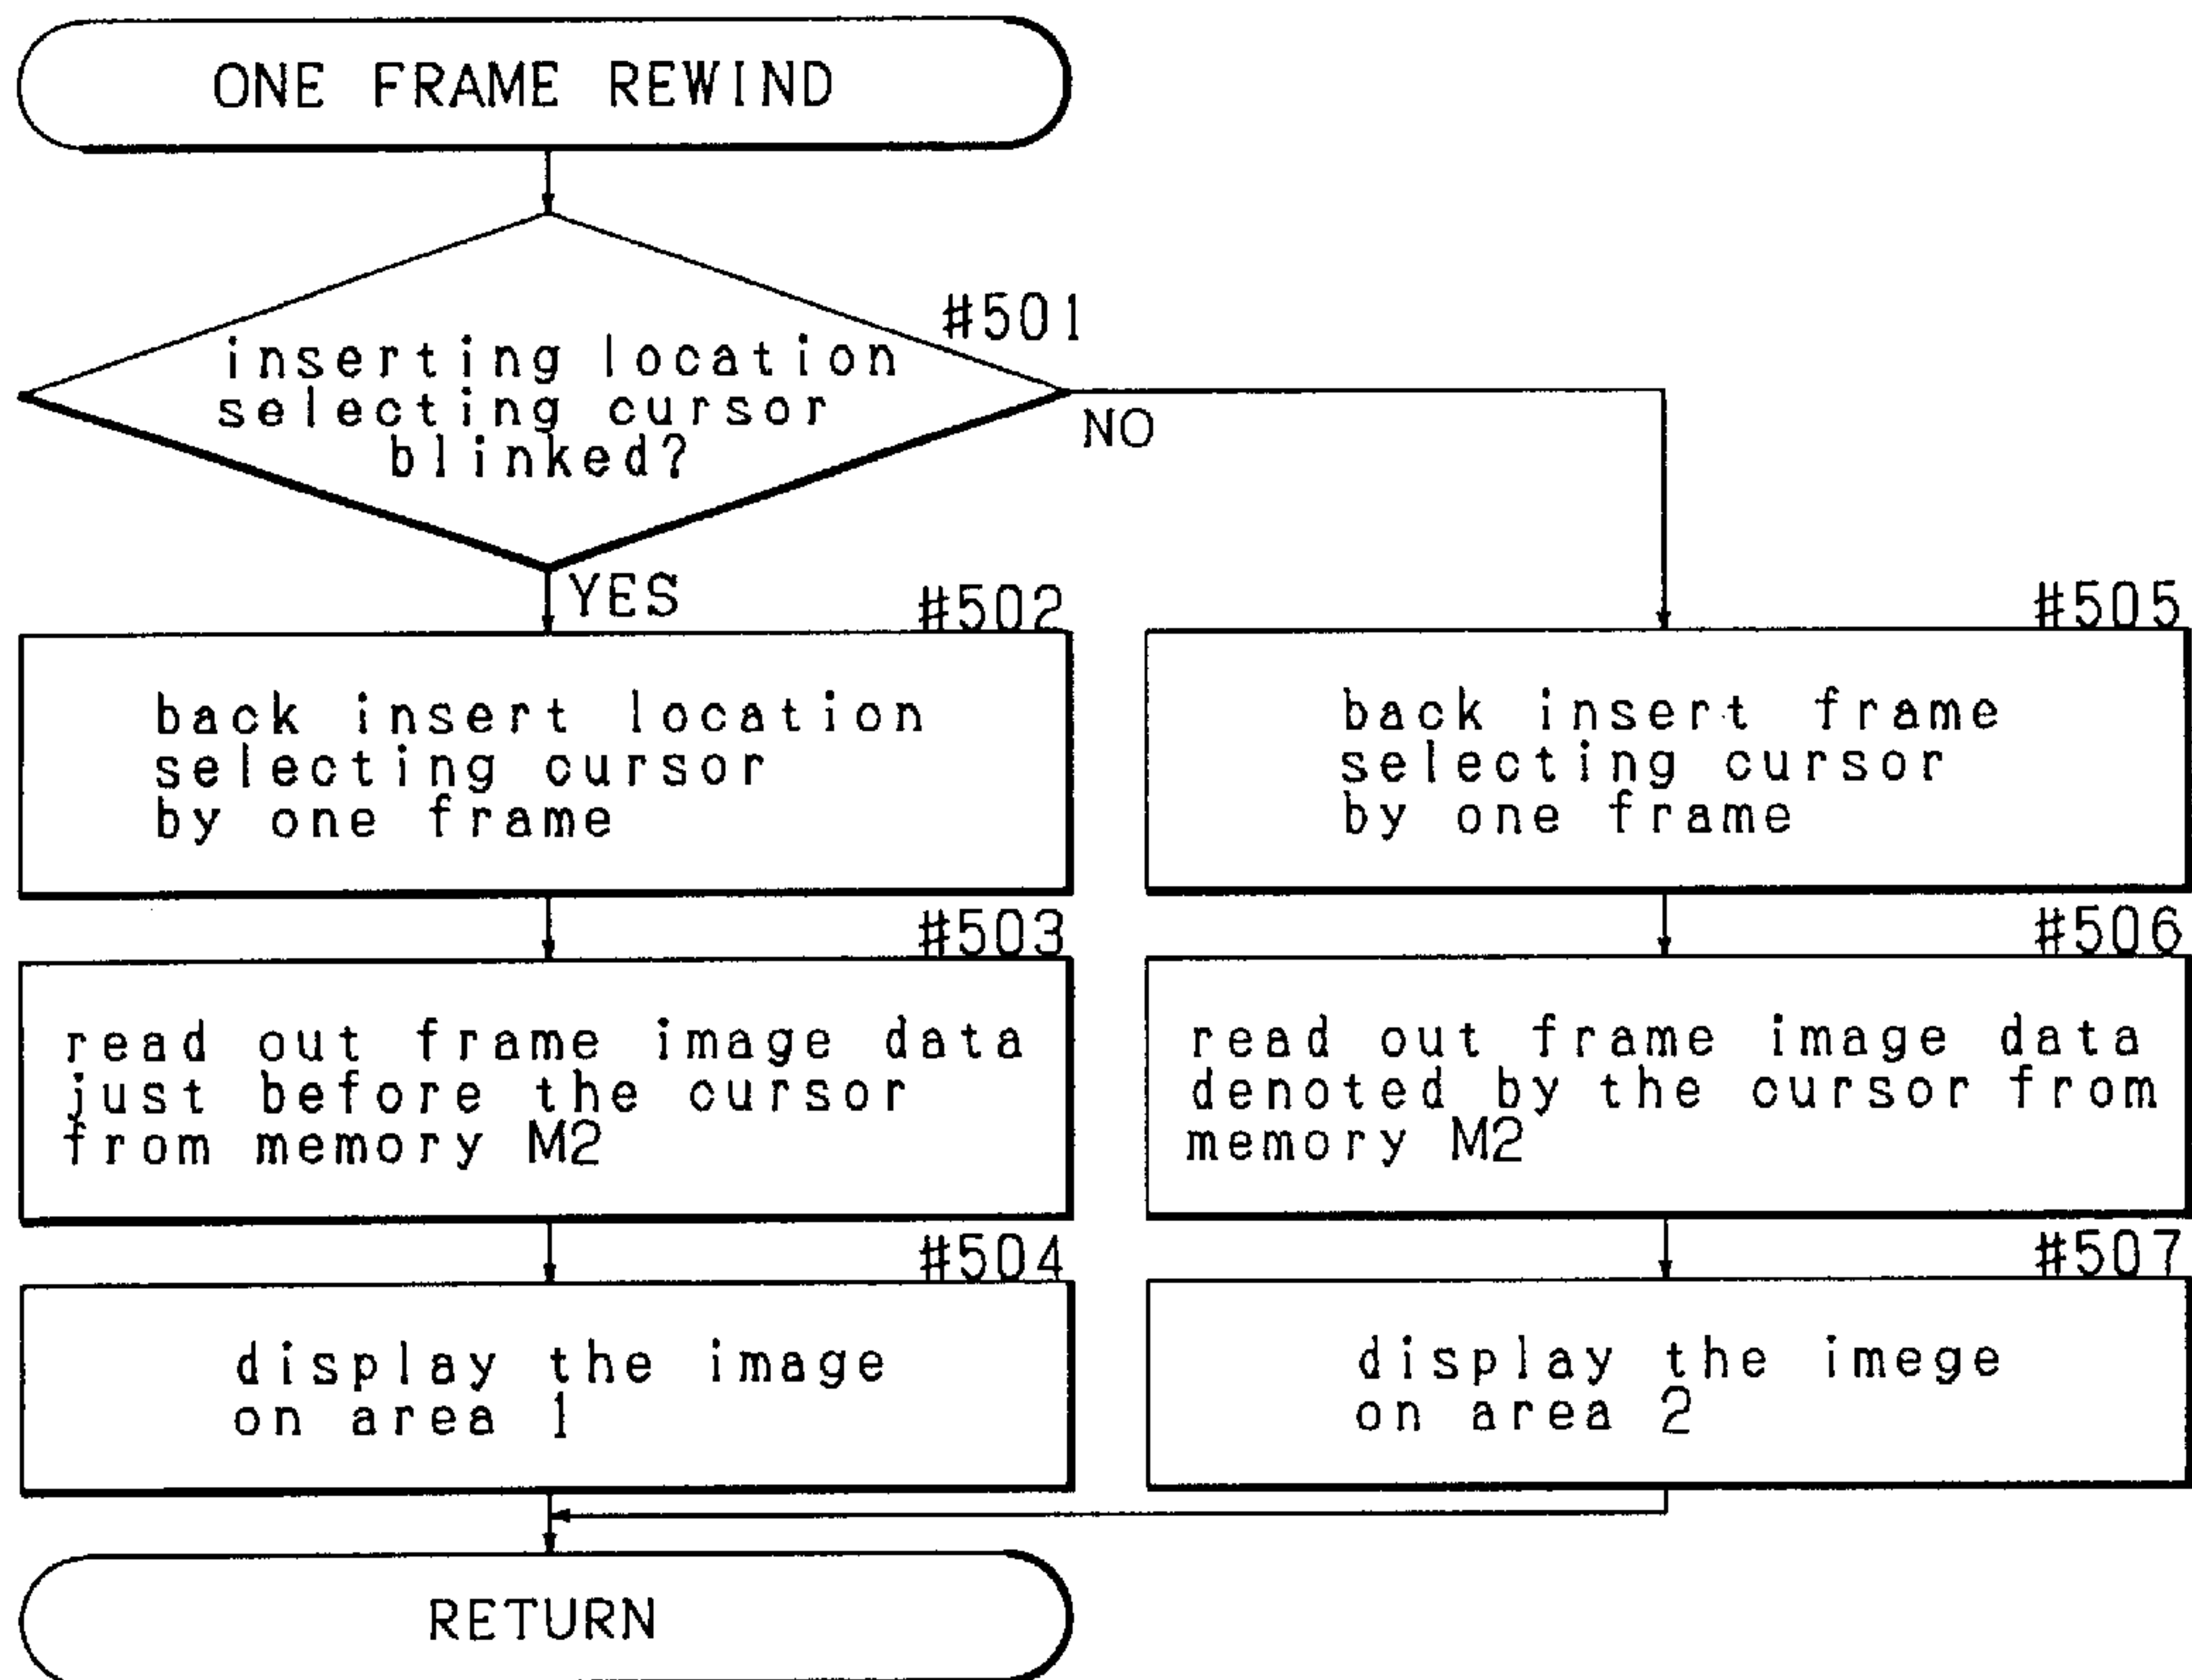 ONE FRAME REWIND
#501
inserting location
selecting cursor
blinked?
NO
YES
#502
back insert location
selecting cursor
by one frame
#503
read out frame image data
just before the cursor
from memory M2
#504
display the image
on area 1
#505
back insert frame
selecting cursor
by one frame
#506
read out frame image data
denoted by the cursor from
memory M2
#507
display the imege
on area 2
RETURN